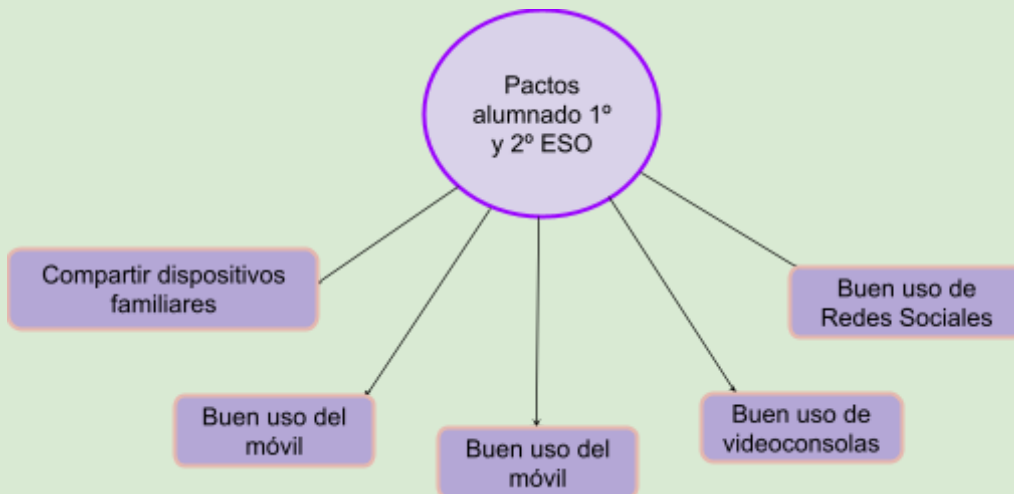 Pactos
alumnado 1º
y 2º ESO
Compartir dispositivos
familiares
Buen uso de
Redes Sociales
Buen uso del
móvil
Buen uso del
móvil
Buen uso de
videoconsolas